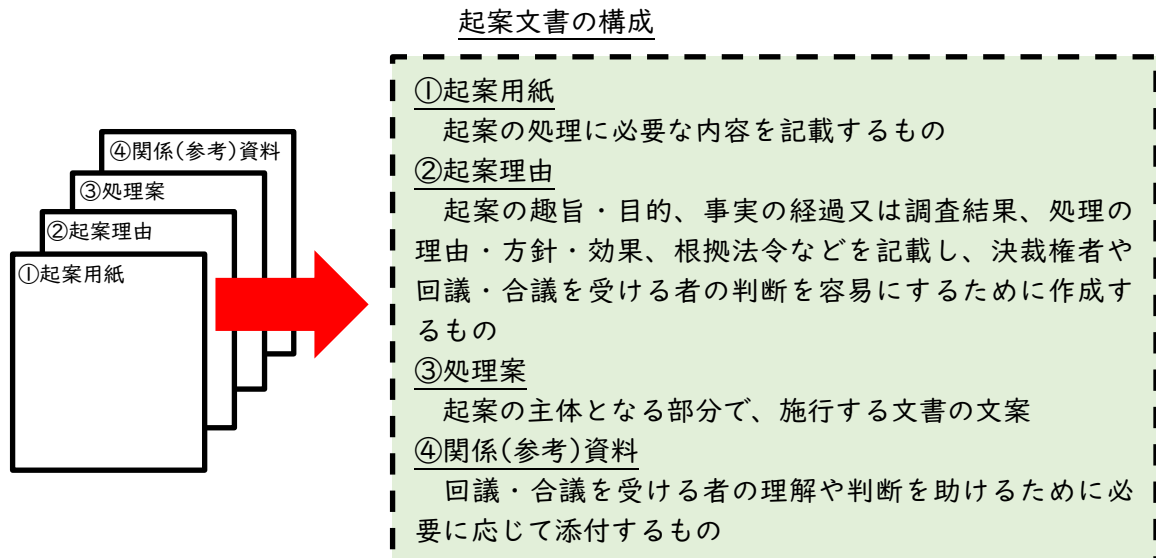 起案文書の構成
④関係(参考)資料
③処理案
②起案理由
①起案用紙
①起案用紙
起案の処理に必要な内容を記載するもの
②起案理由
起案の趣旨・目的、事実の経過又は調査結果、処理の
理由・方針・効果、根拠法令などを記載し、決裁権者や
回議・合議を受ける者の判断を容易にするために作成す
るもの
③処理案
起案の主体となる部分で、施行する文書の文案
④関係(参考)資料
回議・合議を受ける者の理解や判断を助けるために必
要に応じて添付するもの